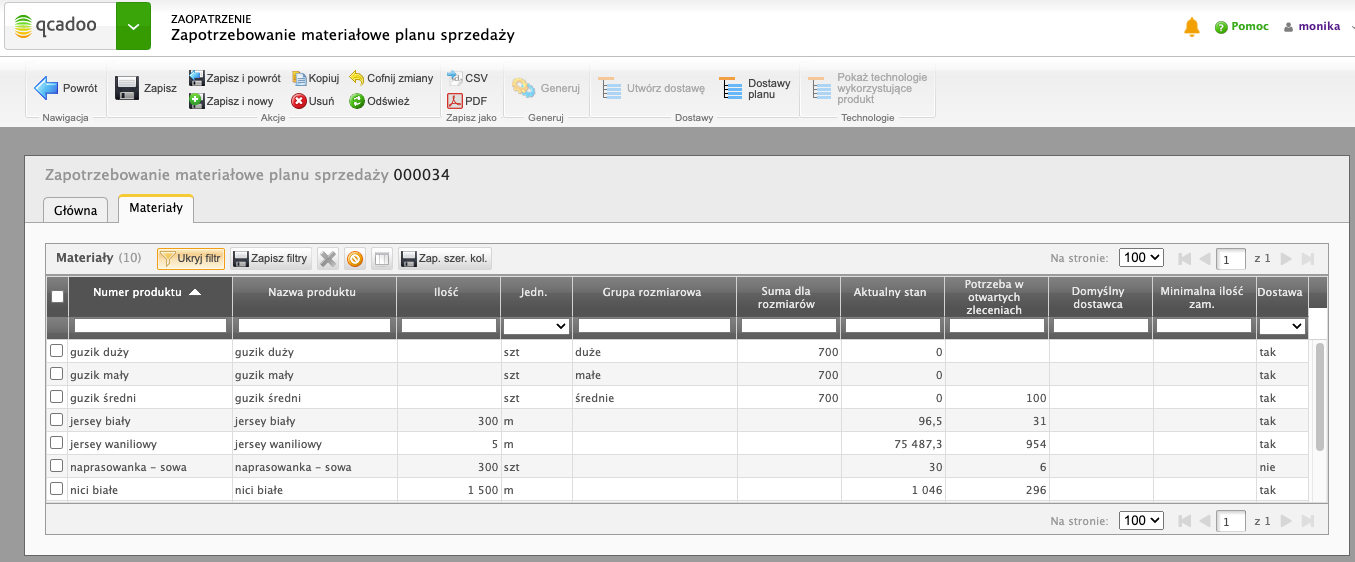 qcadoo
ZAOPATRZENIE
Zapotrzebowanie materiałowe planu sprzedaży
Pomoc
monika
Powrót
Nawigacja
Zapisz
Zapisz i powrót
Kopiuj
Cofnij zmiany
Zapisz i nowy
Usuń
Odśwież
Akcje
CSV
PDF
Zapisz jako
Generuj
Generuj
Utwórz dostawę
Dostawy planu
Dostawy
Pokaż technologie wykorzystujące produkt
Technologie
Zapotrzebowanie materiałowe planu sprzedaży 000034
Główna
Materiały
Materiały (10)
Ukryj filtr
Zapisz filtry
Zap. szer. kol.
Na stronie: 100 1 z 1
Numer produktu Nazwa produktu Ilość Jedn. Grupa rozmiarowa Suma dla rozmiarów Aktualny stan Potrzeba w otwartych zleceniach Domyślny dostawca Minimalna ilość zam. Dostawa
guzik duży guzik duży szt duże 700 0 tak
guzik mały guzik mały szt małe 700 0 tak
guzik średni guzik średni szt średnie 700 0 100 tak
jersey biały jersey biały 300 m 96,5 31 tak
jersey waniliowy jersey waniliowy 5 m 75 487,3 954 tak
naprasowanka – sowa naprasowanka – sowa 300 szt 30 6 nie
nici białe nici białe 1 500 m 1 046 296 tak
Na stronie: 100 1 z 1